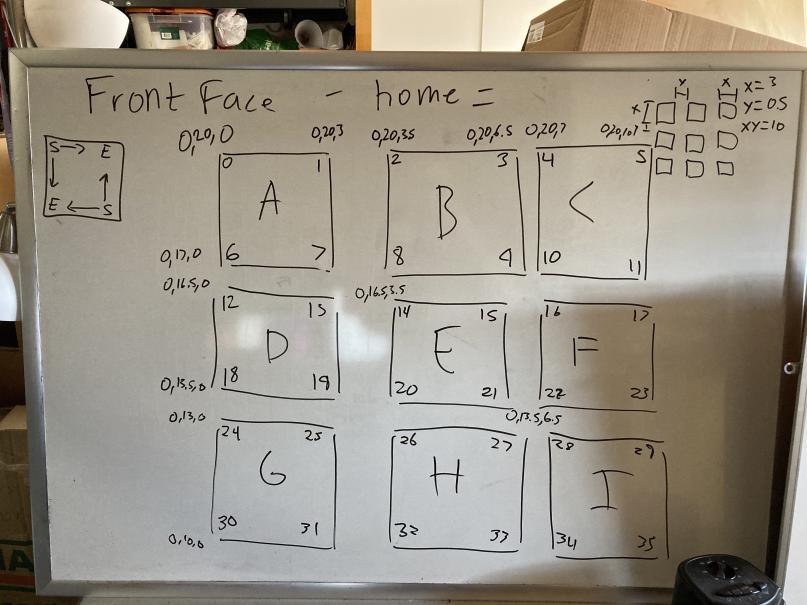 Front Face - home =
Y X X=3
X Y=0.5
XY=10
S E
E S
0,20,0 0,20,3 0,20,3.5 0,20,6.5 0,20,7 0,20,10
0 1 2 3 4 5
A B C
0,17,0 6 7 8 9 10 11
0,16.5,0 0,16.5,3.5
12 13 14 15 16 17
D E F
0,13.5,0 18 19 20 21 22 23
0,13,0 0,13.5,6.5
24 25 26 27 28 29
G H I
30 31 32 33 34 35
0,10,0